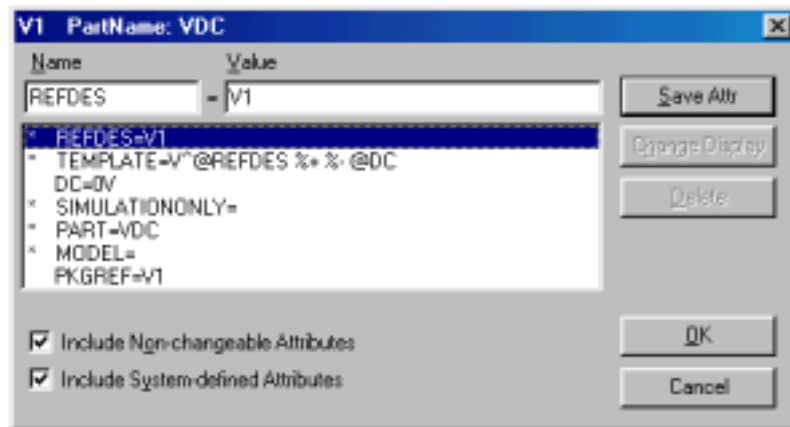 V1 PartName: VDC
Name Value
REFDES = V1
Save Attr
* REFDES=V1
* TEMPLATE=V^@REFDES %+ %- @DC
DC=0V
* SIMULATIONONLY=
* PART=VDC
* MODEL=
PKGREF=V1
Change Display
Delete
Include Non-changeable Attributes
Include System-defined Attributes
OK
Cancel